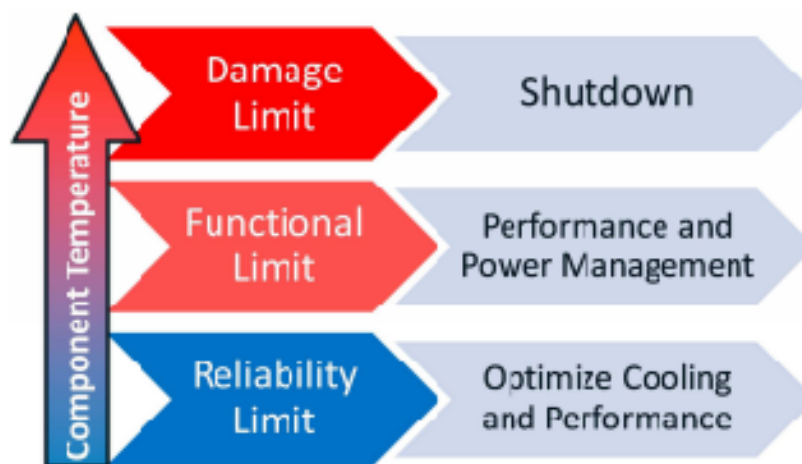 Component Temperature
Damage
Limit
Shutdown
Functional
Limit
Performance and
Power Management
Reliability
Limit
Optimize Cooling
and Performance